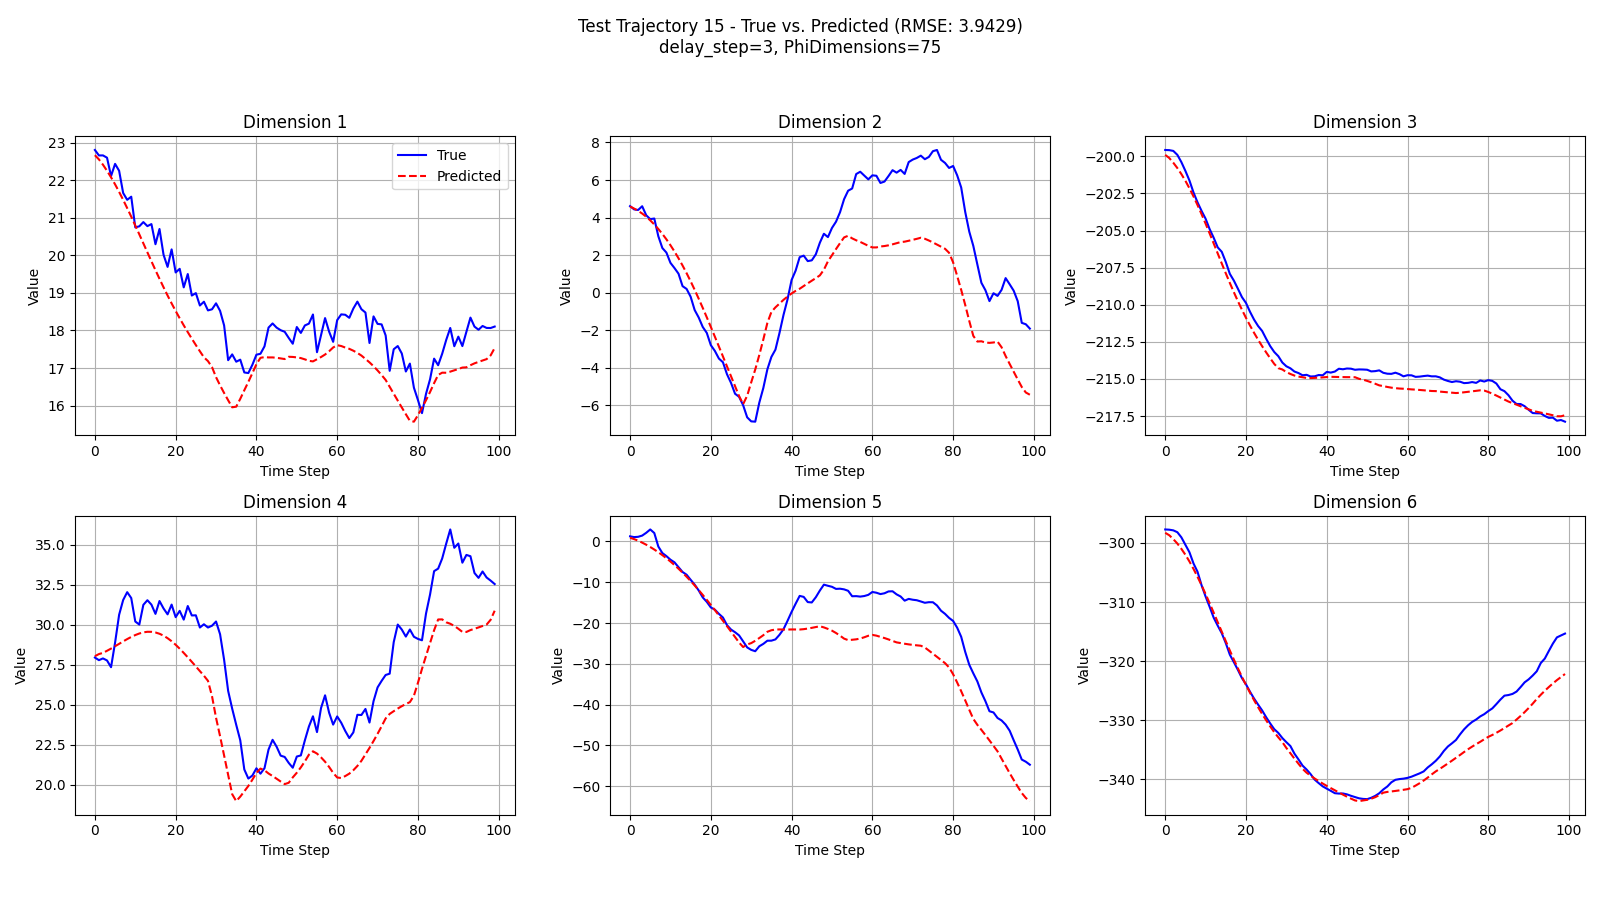 Test Trajectory 15 - True vs. Predicted (RMSE: 3.9429)
delay_step=3, PhiDimensions=75
Dimension 1
23
22
21
20
19
18
17
16
Value
0 20 40 60 80 100
Time Step
True
Predicted
Dimension 2
8
6
4
2
0
−2
−4
−6
Value
0 20 40 60 80 100
Time Step
Dimension 3
−200.0
−202.5
−205.0
−207.5
−210.0
−212.5
−215.0
−217.5
Value
0 20 40 60 80 100
Time Step
Dimension 4
35.0
32.5
30.0
27.5
25.0
22.5
20.0
Value
0 20 40 60 80 100
Time Step
Dimension 5
0
−10
−20
−30
−40
−50
−60
Value
0 20 40 60 80 100
Time Step
Dimension 6
−300
−310
−320
−330
−340
Value
0 20 40 60 80 100
Time Step